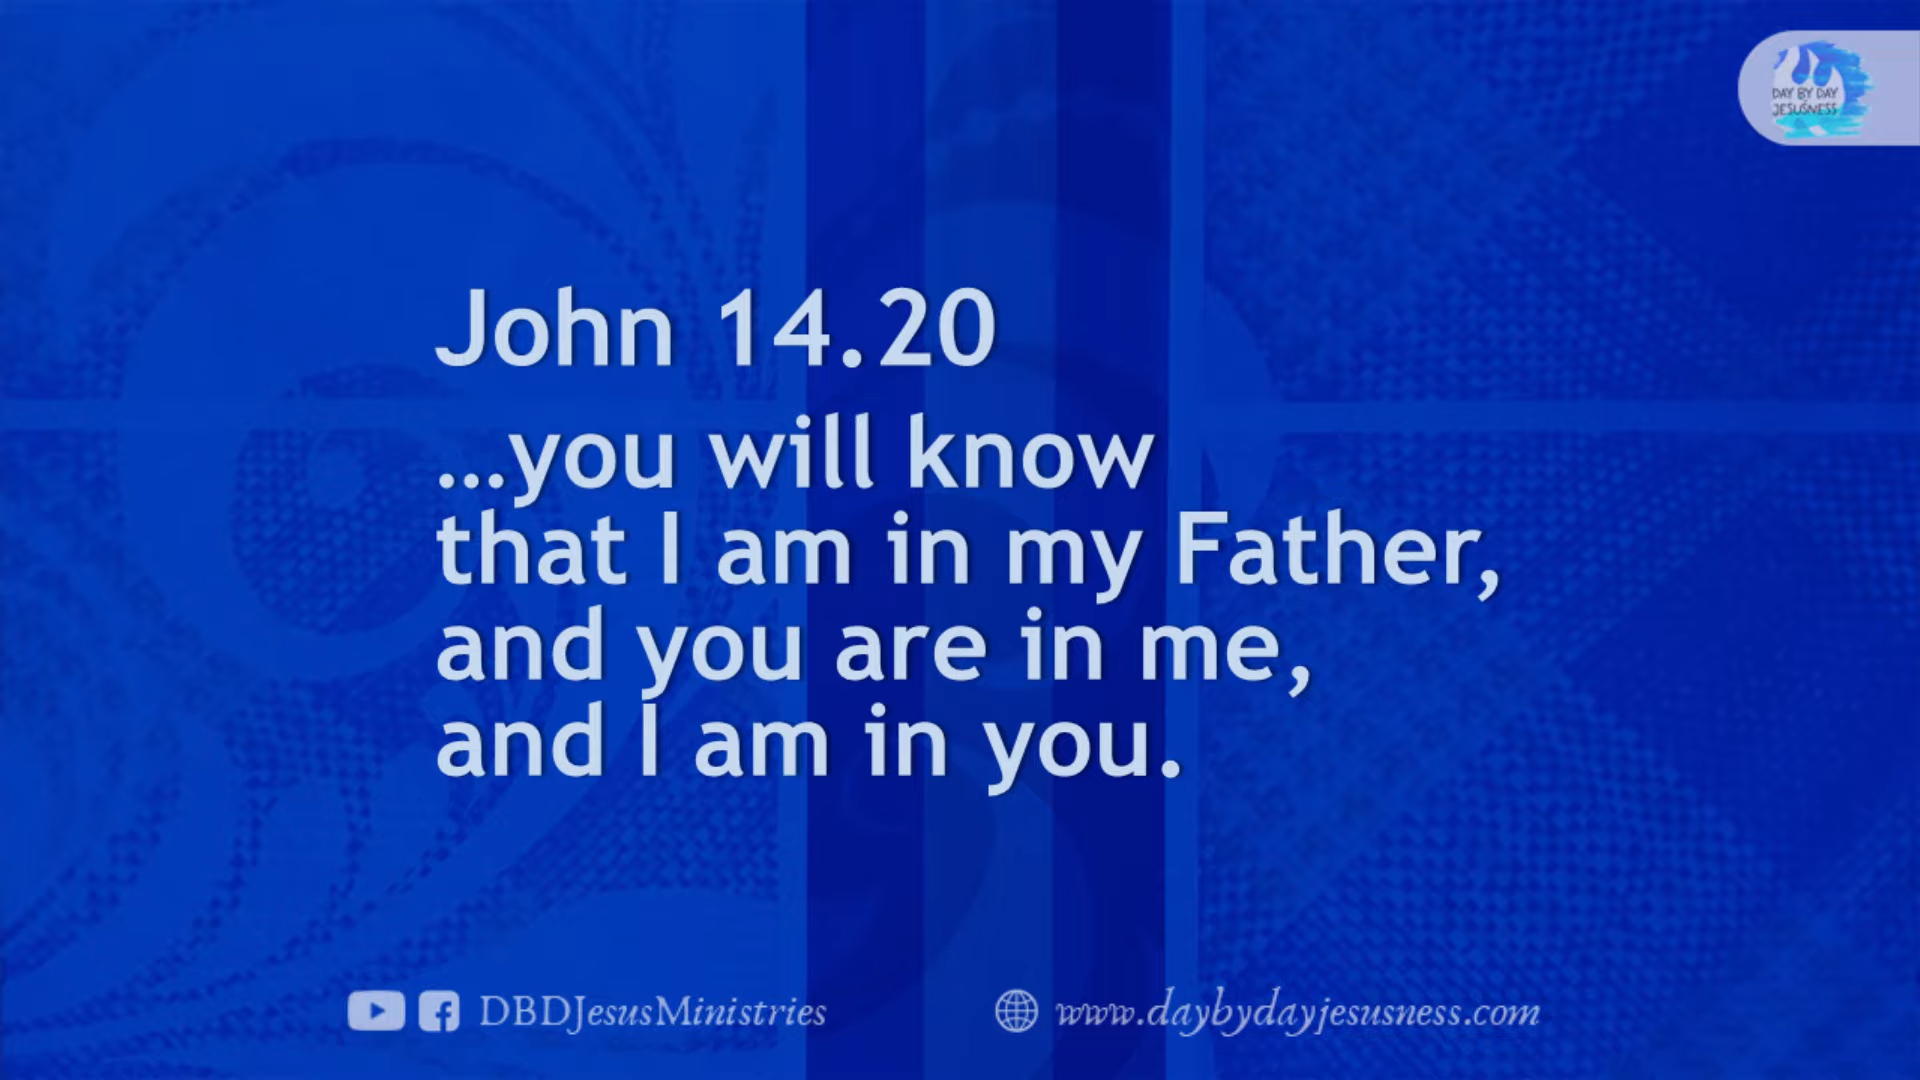 DAY BY DAY
JESUSNESS
John 14.20
...you will know
that I am in my Father,
and you are in me,
and I am in you.
DBDJesusMinistries
www.daybydayjesusness.com